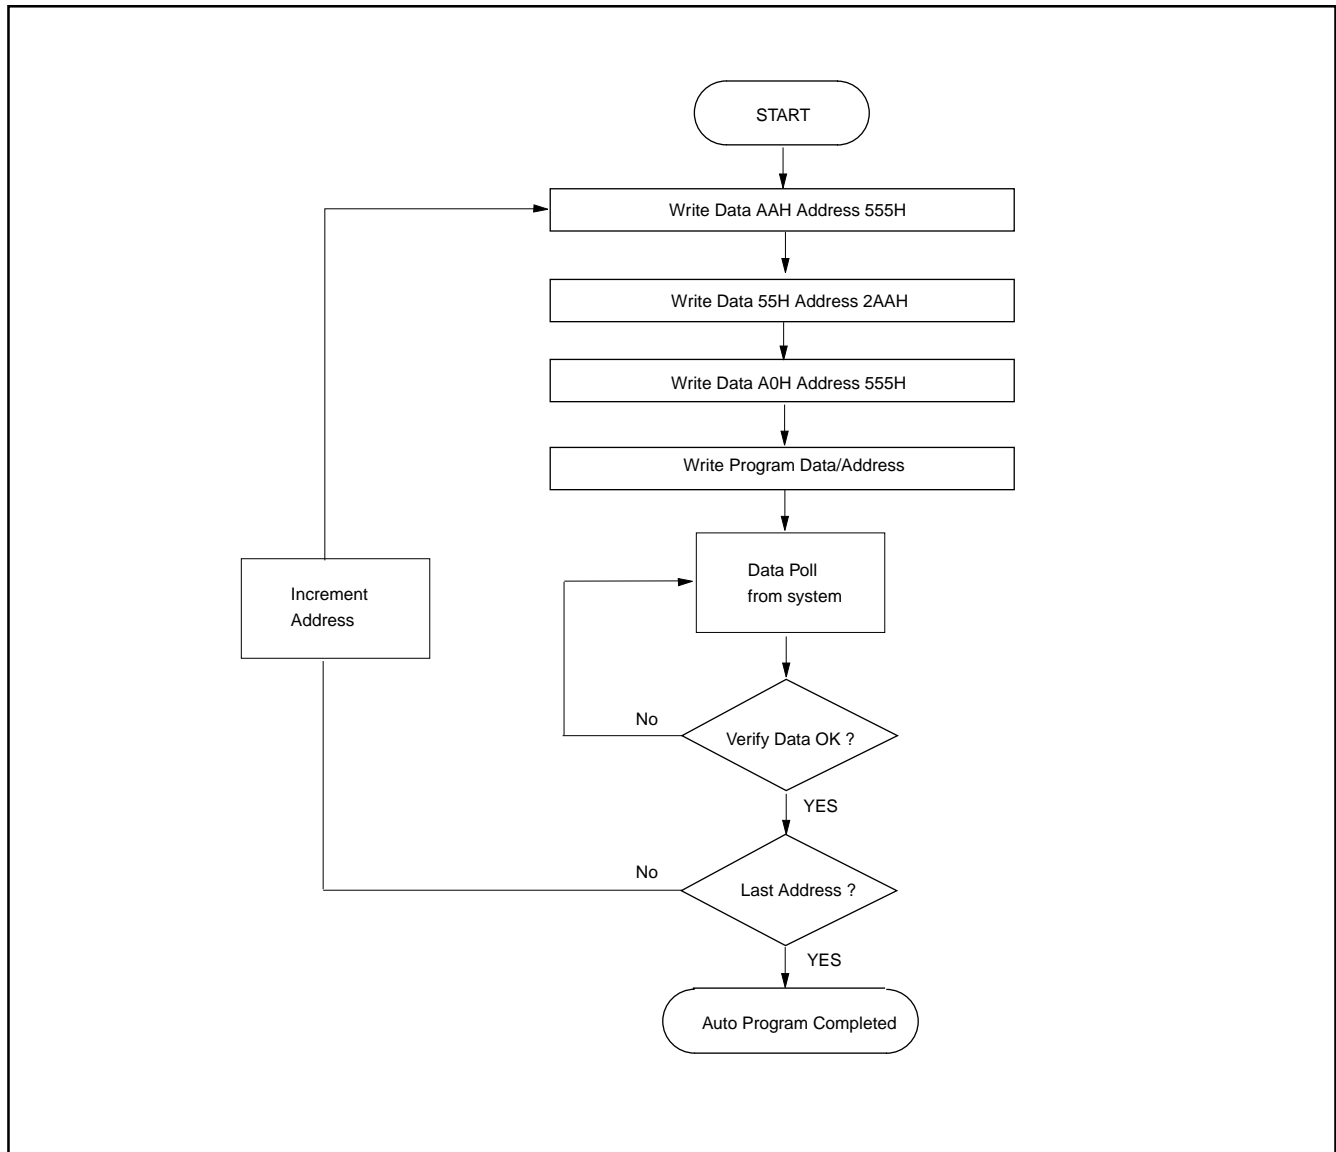 START
Write Data AAH Address 555H
Write Data 55H Address 2AAH
Write Data A0H Address 555H
Write Program Data/Address
Data Poll
from system
Increment
Address
No
Verify Data OK ?
YES
No
Last Address ?
YES
Auto Program Completed